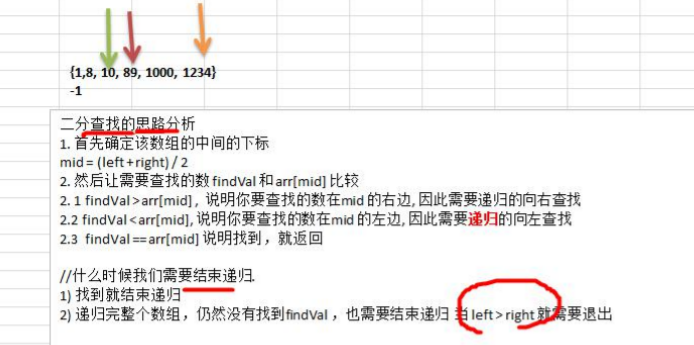 {1,8, 10, 89, 1000, 1234}
-1
二分查找的思路分析
1. 首先确定该数组的中间的下标
mid = (left + right) / 2
2. 然后让需要查找的数 findVal 和 arr[mid] 比较
2. 1 findVal > arr[mid] , 说明你要查找的数在mid 的右边, 因此需要递归的向右查找
2.2 findVal < arr[mid], 说明你要查找的数在mid 的左边, 因此需要递归的向左查找
2.3 findVal == arr[mid] 说明找到，就返回
//什么时候我们需要结束递归.
1) 找到就结束递归
2) 递归完整个数组，仍然没有找到findVal ，也需要结束递归 当 left > right 就需要退出